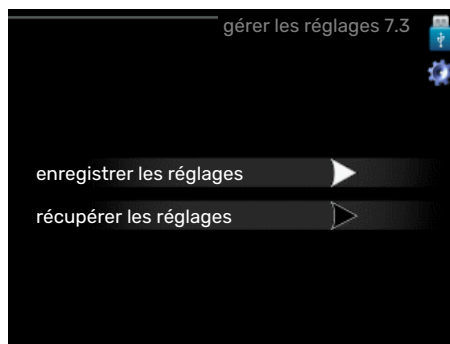 gérer les réglages 7.3
enregistrer les réglages
récupérer les réglages